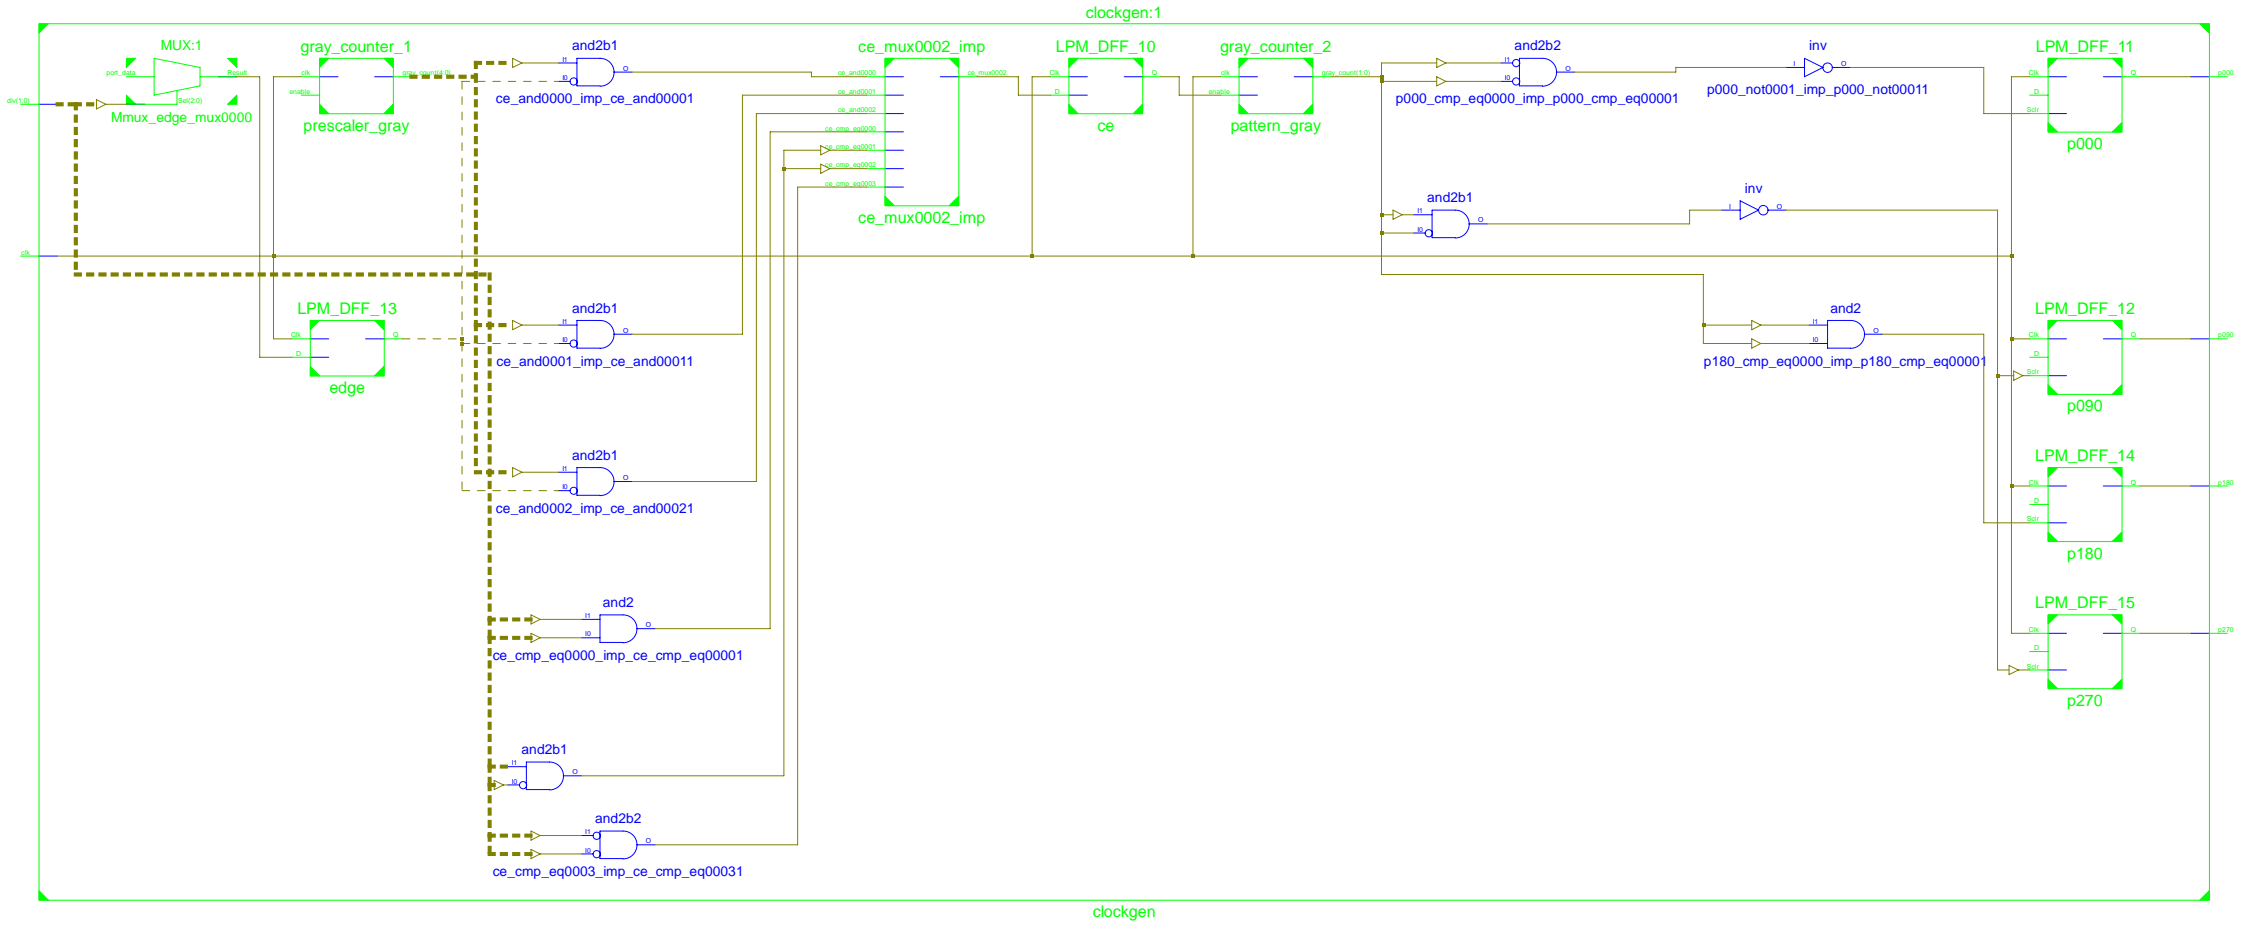 clockgen:1
MUX:1
port_data
Result
Sel(2:0)
Mmux_edge_mux0000
div(1:0)
gray_counter_1
clk
gray_count(4:0)
enable
prescaler_gray
and2b1
I1
I0
O
ce_and0000_imp_ce_and00001
ce_mux0002_imp
ce_and0000
ce_and0001
ce_and0002
ce_cmp_eq0000
ce_cmp_eq0001
ce_cmp_eq0002
ce_cmp_eq0003
ce_mux0002
ce_mux0002_imp
LPM_DFF_10
Clk
D
Q
ce
gray_counter_2
clk
enable
gray_count(1:0)
pattern_gray
and2b2
I1
I0
O
p000_cmp_eq0000_imp_p000_cmp_eq00001
inv
I
O
p000_not0001_imp_p000_not00011
LPM_DFF_11
Clk
D
Sclr
Q
p000
p000
and2b1
I1
I0
O
inv
I
O
clk
LPM_DFF_13
Clk
D
Q
edge
and2b1
I1
I0
O
ce_and0001_imp_ce_and00011
and2
I1
I0
O
p180_cmp_eq0000_imp_p180_cmp_eq00001
LPM_DFF_12
Clk
D
Sclr
Q
p090
p090
and2b1
I1
I0
O
ce_and0002_imp_ce_and00021
LPM_DFF_14
Clk
D
Sclr
Q
p180
p180
and2
I1
I0
O
ce_cmp_eq0000_imp_ce_cmp_eq00001
LPM_DFF_15
Clk
D
Sclr
Q
p270
p270
and2b1
I1
I0
O
and2b2
I1
I0
O
ce_cmp_eq0003_imp_ce_cmp_eq00031
clockgen